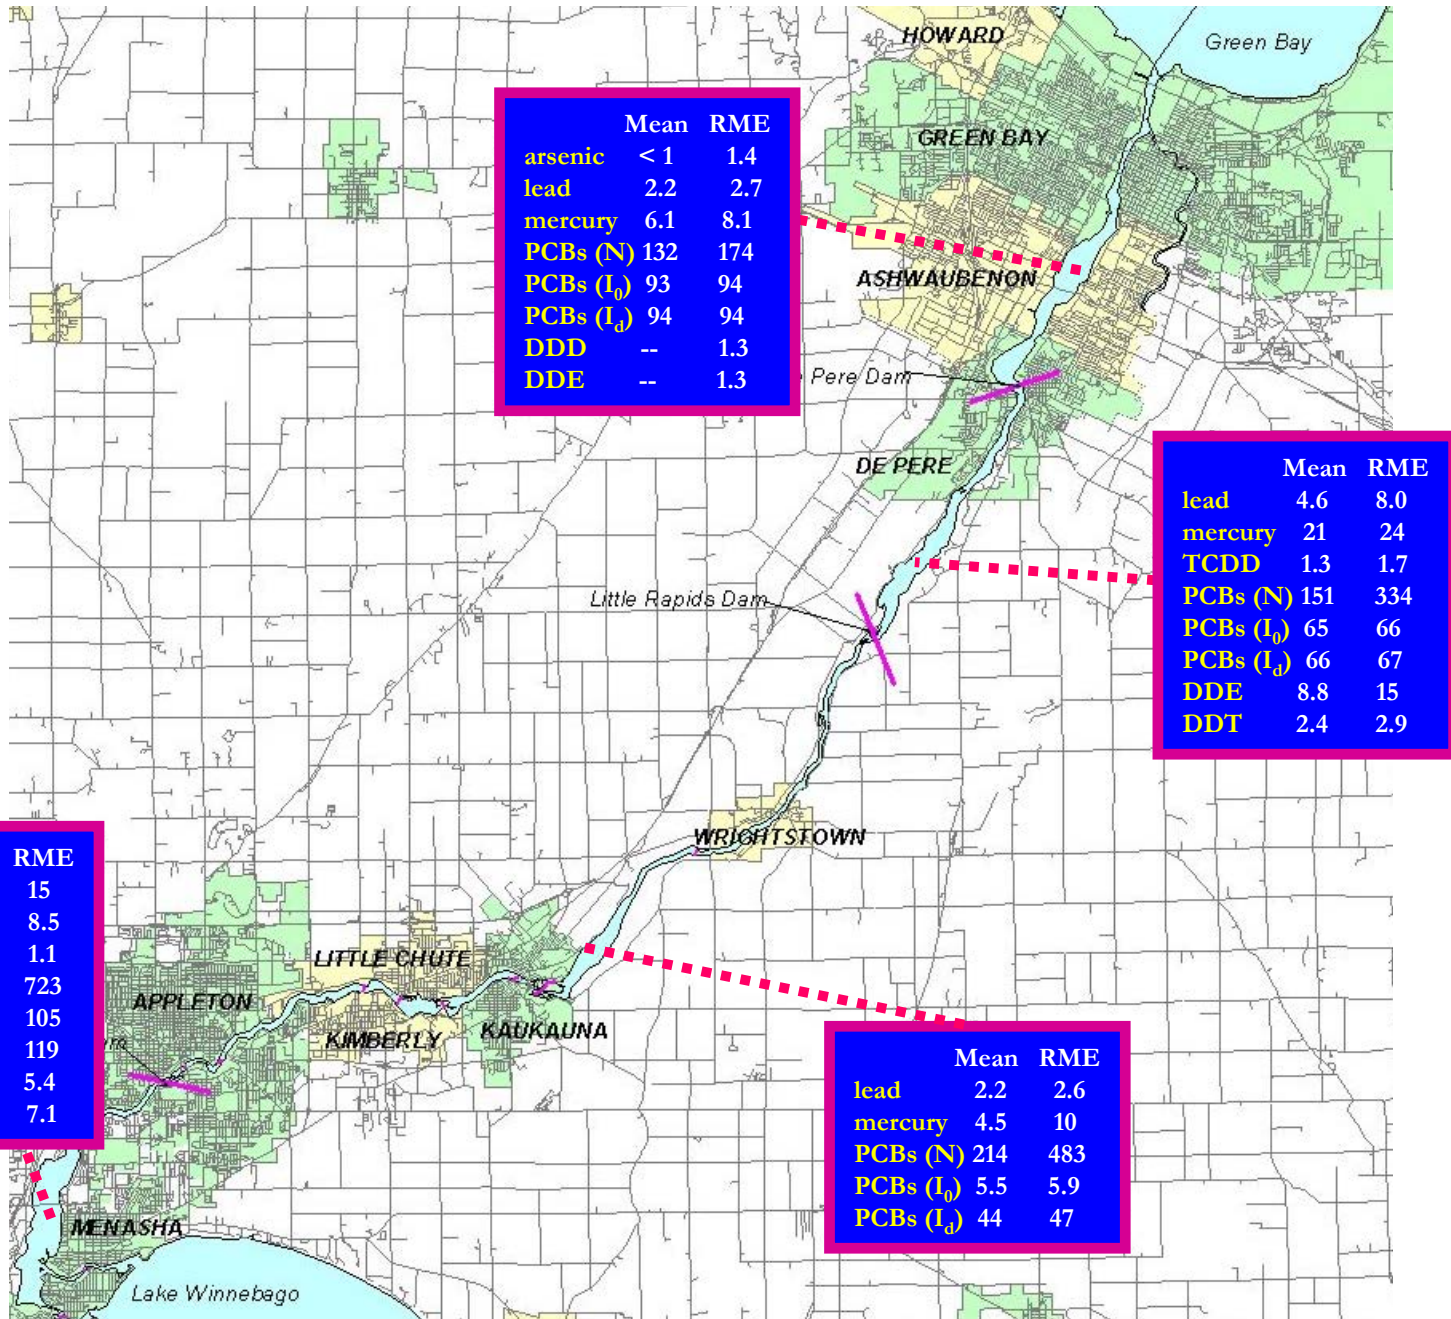 HOWARD
Green Bay
GREEN BAY
Mean RME
arsenic < 1 1.4
lead 2.2 2.7
mercury 6.1 8.1
PCBs (N) 132 174
PCBs (I0) 93 94
PCBs (Id) 94 94
DDD -- 1.3
DDE -- 1.3
ASHWAUBENON
Pere Dam
DE PERE
Mean RME
lead 4.6 8.0
mercury 21 24
TCDD 1.3 1.7
PCBs (N) 151 334
PCBs (I0) 65 66
PCBs (Id) 66 67
DDE 8.8 15
DDT 2.4 2.9
Little Rapids Dam
WRIGHTSTOWN
RME
15
8.5
1.1
723
105
119
5.4
7.1
LITTLE CHUTE
APPLETON
KIMBERLY
KAUKAUNA
Mean RME
lead 2.2 2.6
mercury 4.5 10
PCBs (N) 214 483
PCBs (I0) 5.5 5.9
PCBs (Id) 44 47
MENASHA
Lake Winnebago